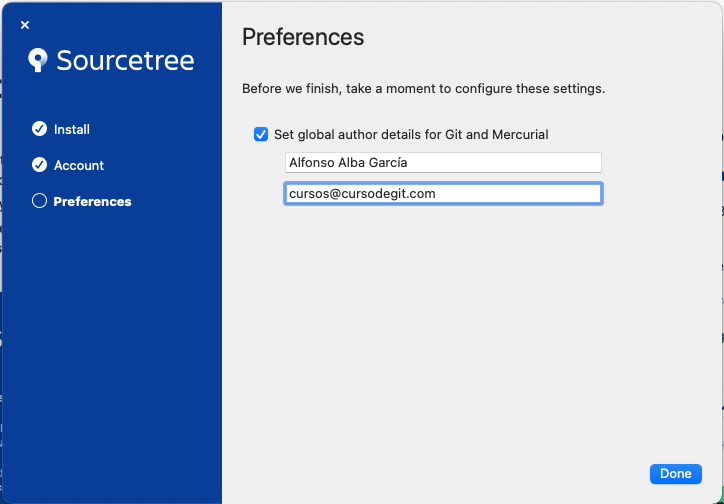 Sourcetree
Install
Account
Preferences
Preferences
Before we finish, take a moment to configure these settings.
Set global author details for Git and Mercurial
Alfonso Alba García
cursos@cursodegit.com
Done